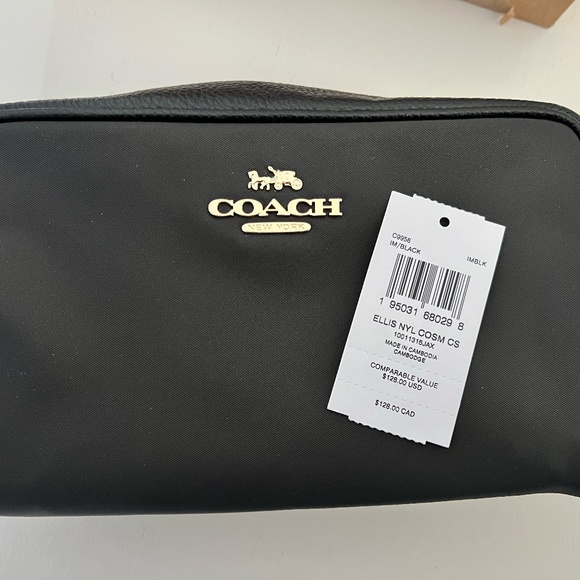 COACH
NEW YORK
C9956
IM/BLACK IMBLK
1 95031 68029 8
ELLIS NYL COSM CS
10011316JAX
MADE IN CAMBODIA
CAMBODGE
COMPARABLE VALUE
$128.00 USD
$128.00 CAD